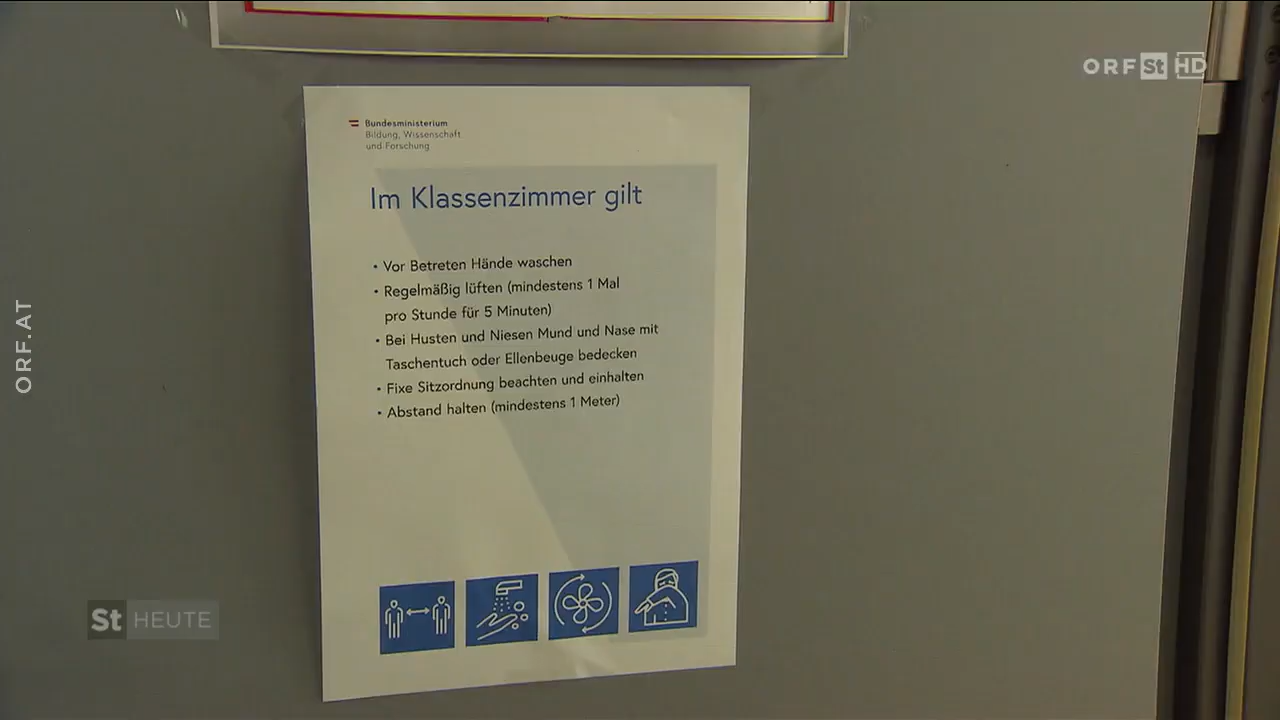 ORF St HD
Bundesministerium
Bildung, Wissenschaft
und Forschung
Im Klassenzimmer gilt
• Vor Betreten Hände waschen
• Regelmäßig lüften (mindestens 1 Mal
pro Stunde für 5 Minuten)
• Bei Husten und Niesen Mund und Nase mit
Taschentuch oder Ellenbeuge bedecken
• Fixe Sitzordnung beachten und einhalten
• Abstand halten (mindestens 1 Meter)
ORF.AT
St HEUTE